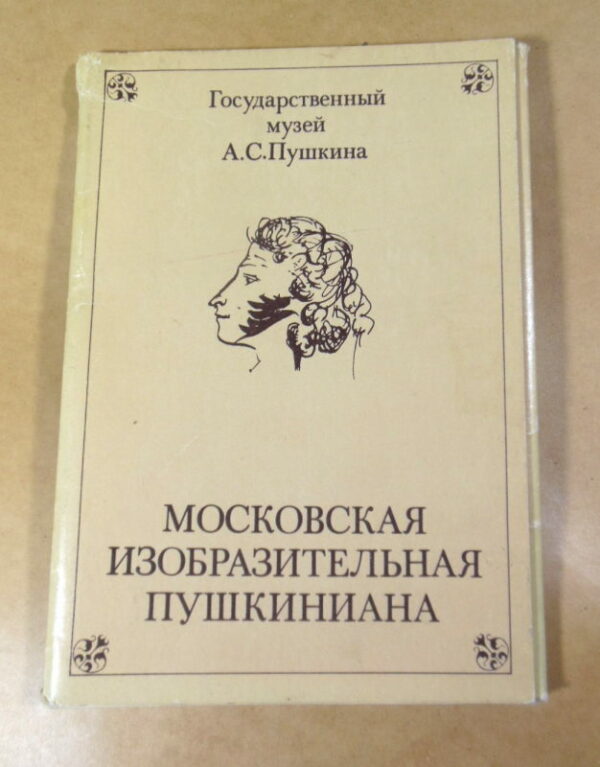 Государственный
музей
А.С.Пушкина
МОСКОВСКАЯ
ИЗОБРАЗИТЕЛЬНАЯ
ПУШКИНИАНА